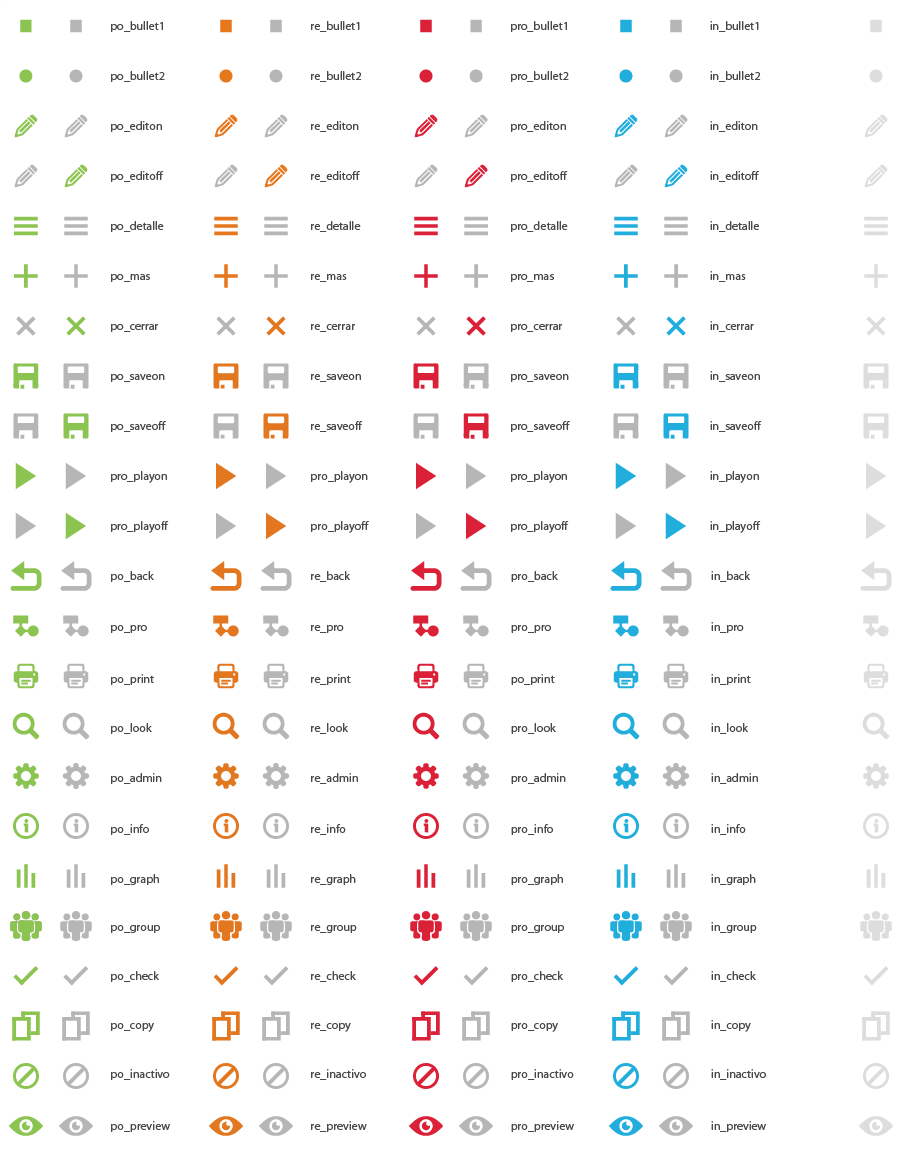 po_bullet1 re_bullet1 pro_bullet1 in_bullet1
po_bullet2 re_bullet2 pro_bullet2 in_bullet2
po_editon re_editon pro_editon in_editon
po_editoff re_editoff pro_editoff in_editoff
po_detalle re_detalle pro_detalle in_detalle
po_mas re_mas pro_mas in_mas
po_cerrar re_cerrar pro_cerrar in_cerrar
po_saveon re_saveon pro_saveon in_saveon
po_saveoff re_saveoff pro_saveoff in_saveoff
pro_playon pro_playon pro_playon in_playon
pro_playoff pro_playoff pro_playoff in_playoff
po_back re_back pro_back in_back
po_pro re_pro pro_pro in_pro
po_print re_print po_print in_print
po_look re_look pro_look in_look
po_admin re_admin pro_admin in_admin
po_info re_info pro_info in_info
po_graph re_graph pro_graph in_graph
po_group re_group pro_group in_group
po_check re_check pro_check in_check
po_copy re_copy pro_copy in_copy
po_inactivo re_inactivo pro_inactivo in_inactivo
po_preview re_preview pro_preview in_preview